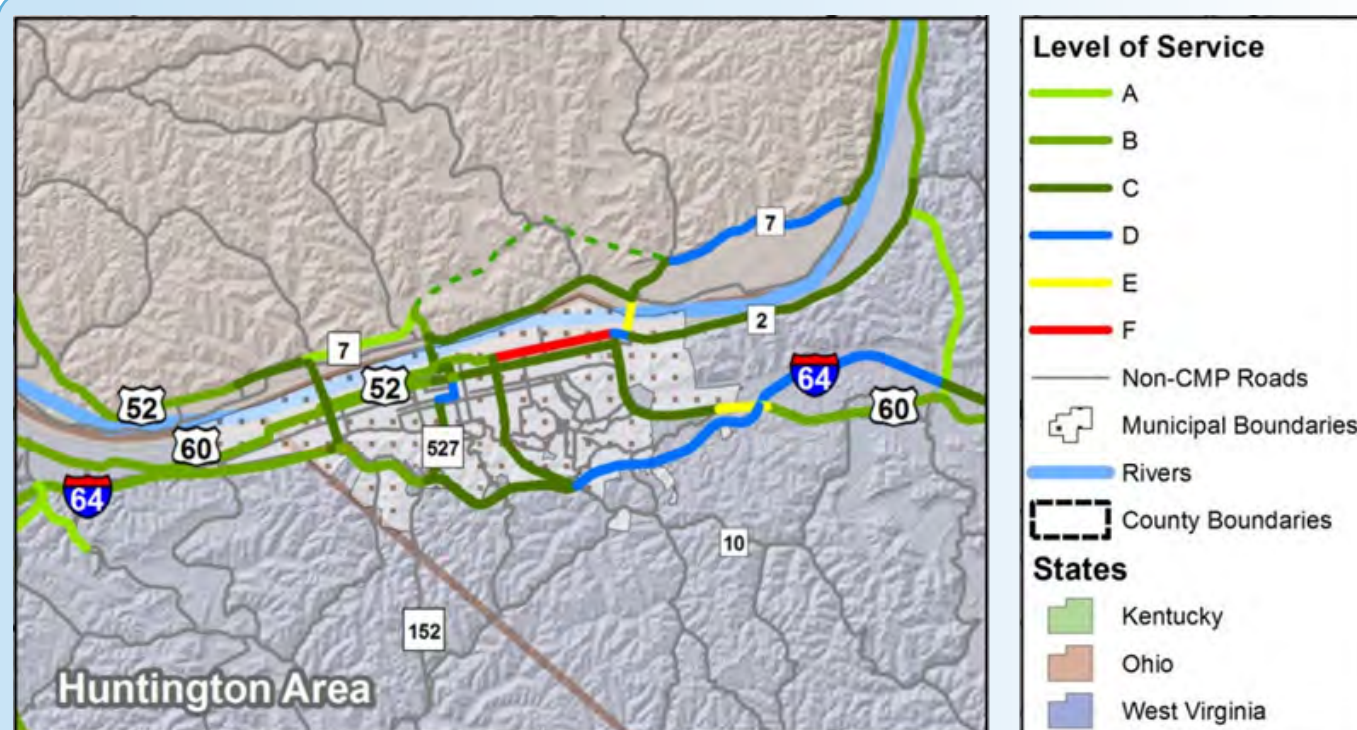 7
2
7
52
64
52
60
60
527
64
10
152
Huntington Area
Level of Service
A
B
C
D
E
F
Non-CMP Roads
Municipal Boundaries
Rivers
County Boundaries
States
Kentucky
Ohio
West Virginia